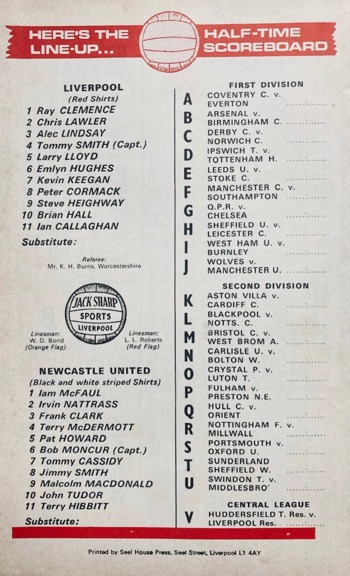 HERE'S THE
LINE-UP...
HALF-TIME
SCOREBOARD
LIVERPOOL
(Red Shirts)
1 Ray CLEMENCE
2 Chris LAWLER
3 Alec LINDSAY
4 Tommy SMITH (Capt.)
5 Larry LLOYD
6 Emlyn HUGHES
7 Kevin KEEGAN
8 Peter CORMACK
9 Steve HEIGHWAY
10 Brian HALL
11 Ian CALLAGHAN
Substitute:
Referee:
Mr. K. H. Burns, Worcestershire
JACK SHARP
SPORTS
LIVERPOOL
Linesman:
W. D. Bond
(Orange Flag)
Linesman:
L. L. Roberts
(Red Flag)
NEWCASTLE UNITED
(Black and white striped Shirts)
1 Iam McFAUL
2 Irvin NATTRASS
3 Frank CLARK
4 Terry McDERMOTT
5 Pat HOWARD
6 Bob MONCUR (Capt.)
7 Tommy CASSIDY
8 Jimmy SMITH
9 Malcolm MACDONALD
10 John TUDOR
11 Terry HIBBITT
Substitute:
FIRST DIVISION
A COVENTRY C. v.
EVERTON
B ARSENAL v.
BIRMINGHAM C.
C DERBY C. v.
NORWICH C.
D IPSWICH T. v.
TOTTENHAM H.
E LEEDS U. v.
STOKE C.
F MANCHESTER C. v.
SOUTHAMPTON
G Q.P.R. v.
CHELSEA
H SHEFFIELD U. v.
LEICESTER C.
I WEST HAM U. v.
BURNLEY
J WOLVES v.
MANCHESTER U.
SECOND DIVISION
K ASTON VILLA v.
CARDIFF C.
L BLACKPOOL v.
NOTTS. C.
M BRISTOL C. v.
WEST BROM A.
N CARLISLE U. v.
BOLTON W.
O CRYSTAL P. v.
LUTON T.
P FULHAM v.
PRESTON N.E.
Q HULL C. v.
ORIENT
R NOTTINGHAM F. v.
MILLWALL
S PORTSMOUTH v.
OXFORD U.
T SUNDERLAND
SHEFFIELD W.
U SWINDON T. v.
MIDDLESBRO'
CENTRAL LEAGUE
V HUDDERSFIELD T. Res. v.
LIVERPOOL Res.
Printed by Seel House Press, Seel Street, Liverpool L1 4AY